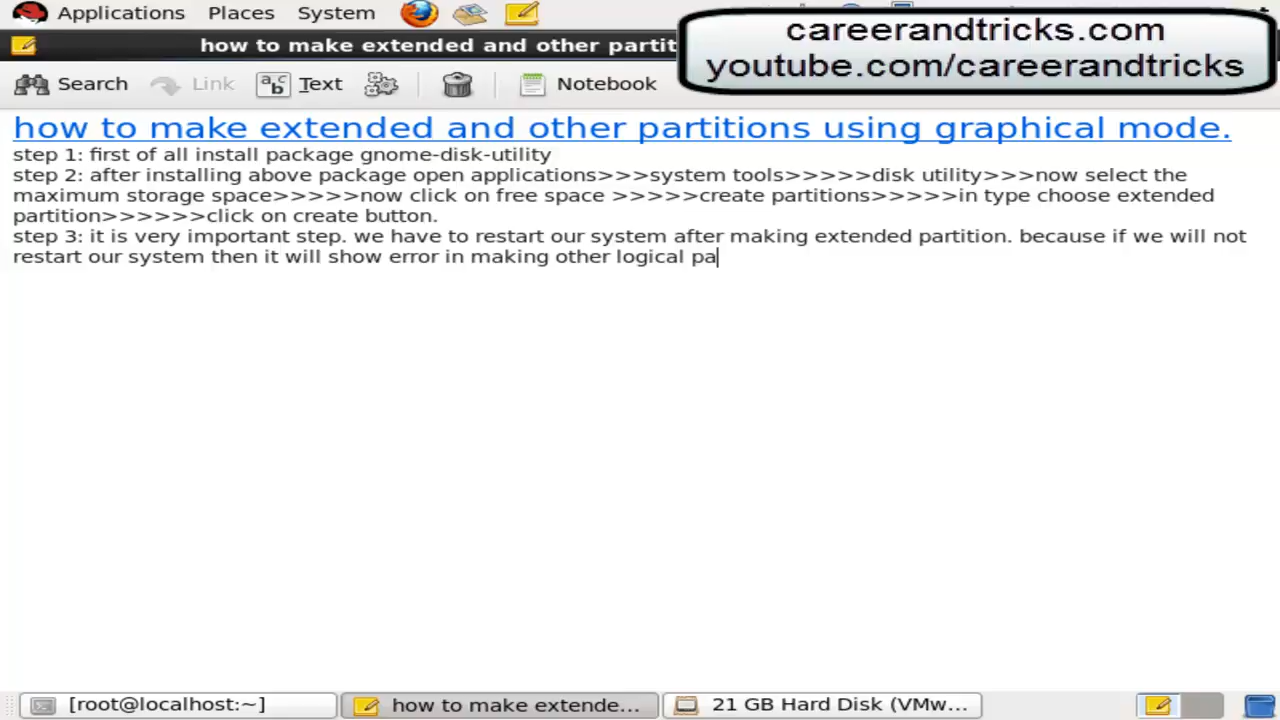 Applications Places System
careerandtricks.com
youtube.com/careerandtricks
how to make extended and other partit
Search Link Text Notebook
how to make extended and other partitions using graphical mode.
step 1: first of all install package gnome-disk-utility
step 2: after installing above package open applications>>>system tools>>>>>disk utility>>>now select the
maximum storage space>>>>>now click on free space >>>>>create partitions>>>>>in type choose extended
partition>>>>>>click on create button.
step 3: it is very important step. we have to restart our system after making extended partition. because if we will not
restart our system then it will show error in making other logical pa
[root@localhost:~] how to make extende... 21 GB Hard Disk (VMw...